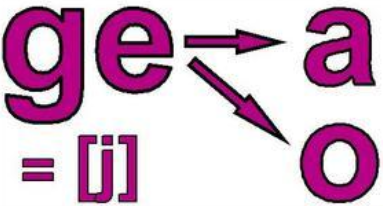 ge a
o
= [j]